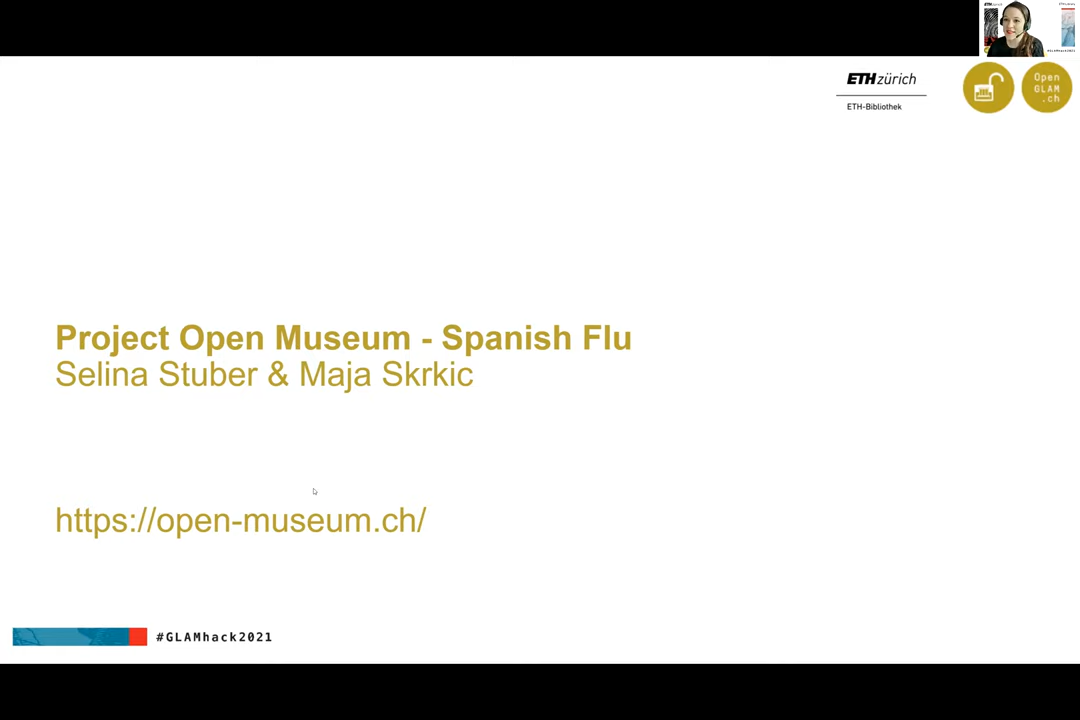 ETH zürich
ETH-Bibliothek
Open
GLAM
.ch
Project Open Museum - Spanish Flu
Selina Stuber & Maja Skrkic
https://open-museum.ch/
#GLAMhack2021